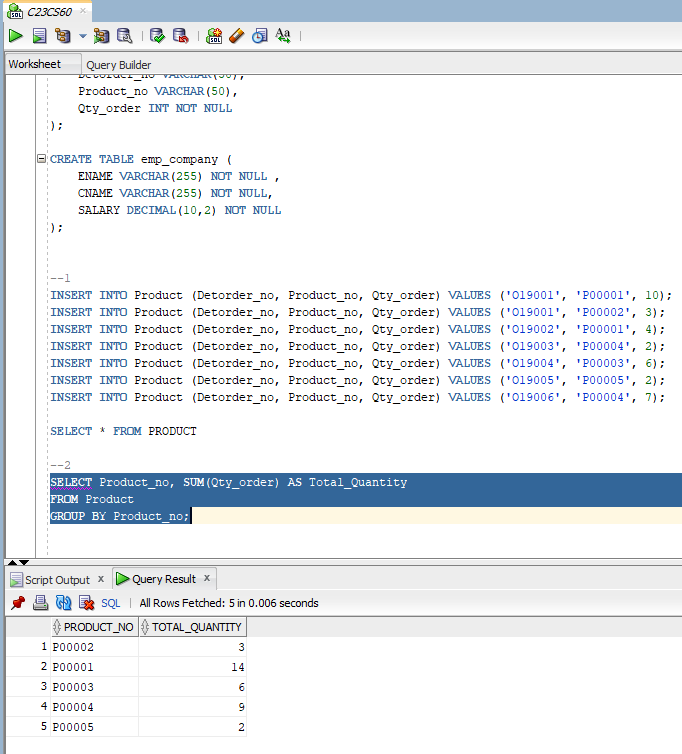 C23CS60
Worksheet Query Builder
Detorder_no VARCHAR(50),
Product_no VARCHAR(50),
Qty_order INT NOT NULL
);
CREATE TABLE emp_company (
ENAME VARCHAR(255) NOT NULL ,
CNAME VARCHAR(255) NOT NULL,
SALARY DECIMAL(10,2) NOT NULL
);
--1
INSERT INTO Product (Detorder_no, Product_no, Qty_order) VALUES ('O19001', 'P00001', 10);
INSERT INTO Product (Detorder_no, Product_no, Qty_order) VALUES ('O19001', 'P00002', 3);
INSERT INTO Product (Detorder_no, Product_no, Qty_order) VALUES ('O19002', 'P00001', 4);
INSERT INTO Product (Detorder_no, Product_no, Qty_order) VALUES ('O19003', 'P00004', 2);
INSERT INTO Product (Detorder_no, Product_no, Qty_order) VALUES ('O19004', 'P00003', 6);
INSERT INTO Product (Detorder_no, Product_no, Qty_order) VALUES ('O19005', 'P00005', 2);
INSERT INTO Product (Detorder_no, Product_no, Qty_order) VALUES ('O19006', 'P00004', 7);
SELECT * FROM PRODUCT
--2
SELECT Product_no, SUM(Qty_order) AS Total_Quantity
FROM Product
GROUP BY Product_no;
Script Output x Query Result x
SQL | All Rows Fetched: 5 in 0.006 seconds
PRODUCT_NO TOTAL_QUANTITY
1 P00002 3
2 P00001 14
3 P00003 6
4 P00004 9
5 P00005 2